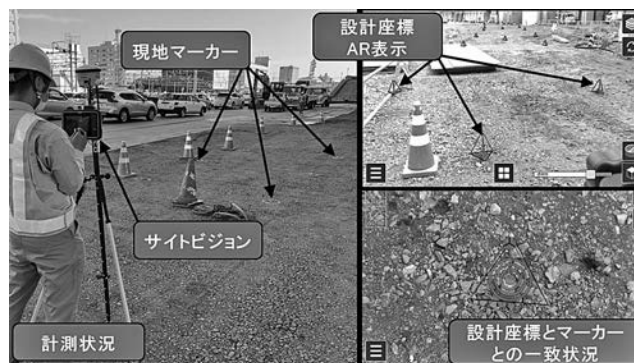 現地マーカー
設計座標
AR表示
サイトビジョン
計測状況
設計座標とマーカー
との一致状況